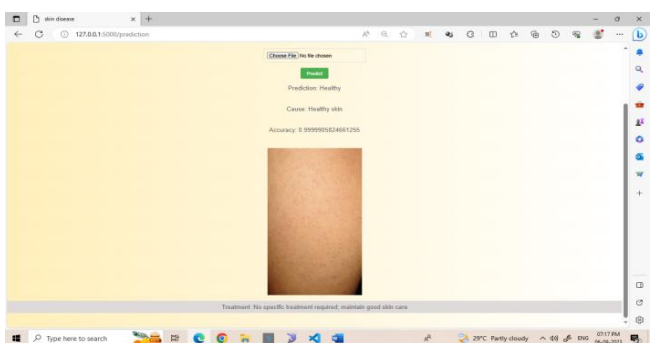 skin disease
127.0.0.1:5000/prediction
Choose File No file chosen
Predict
Prediction: Healthy
Cause: Healthy skin
Accuracy: 0.9999905824661255
Treatment: No specific treatment required; maintain good skin care
Type here to search
29°C Partly cloudy
ENG
07:17 PM